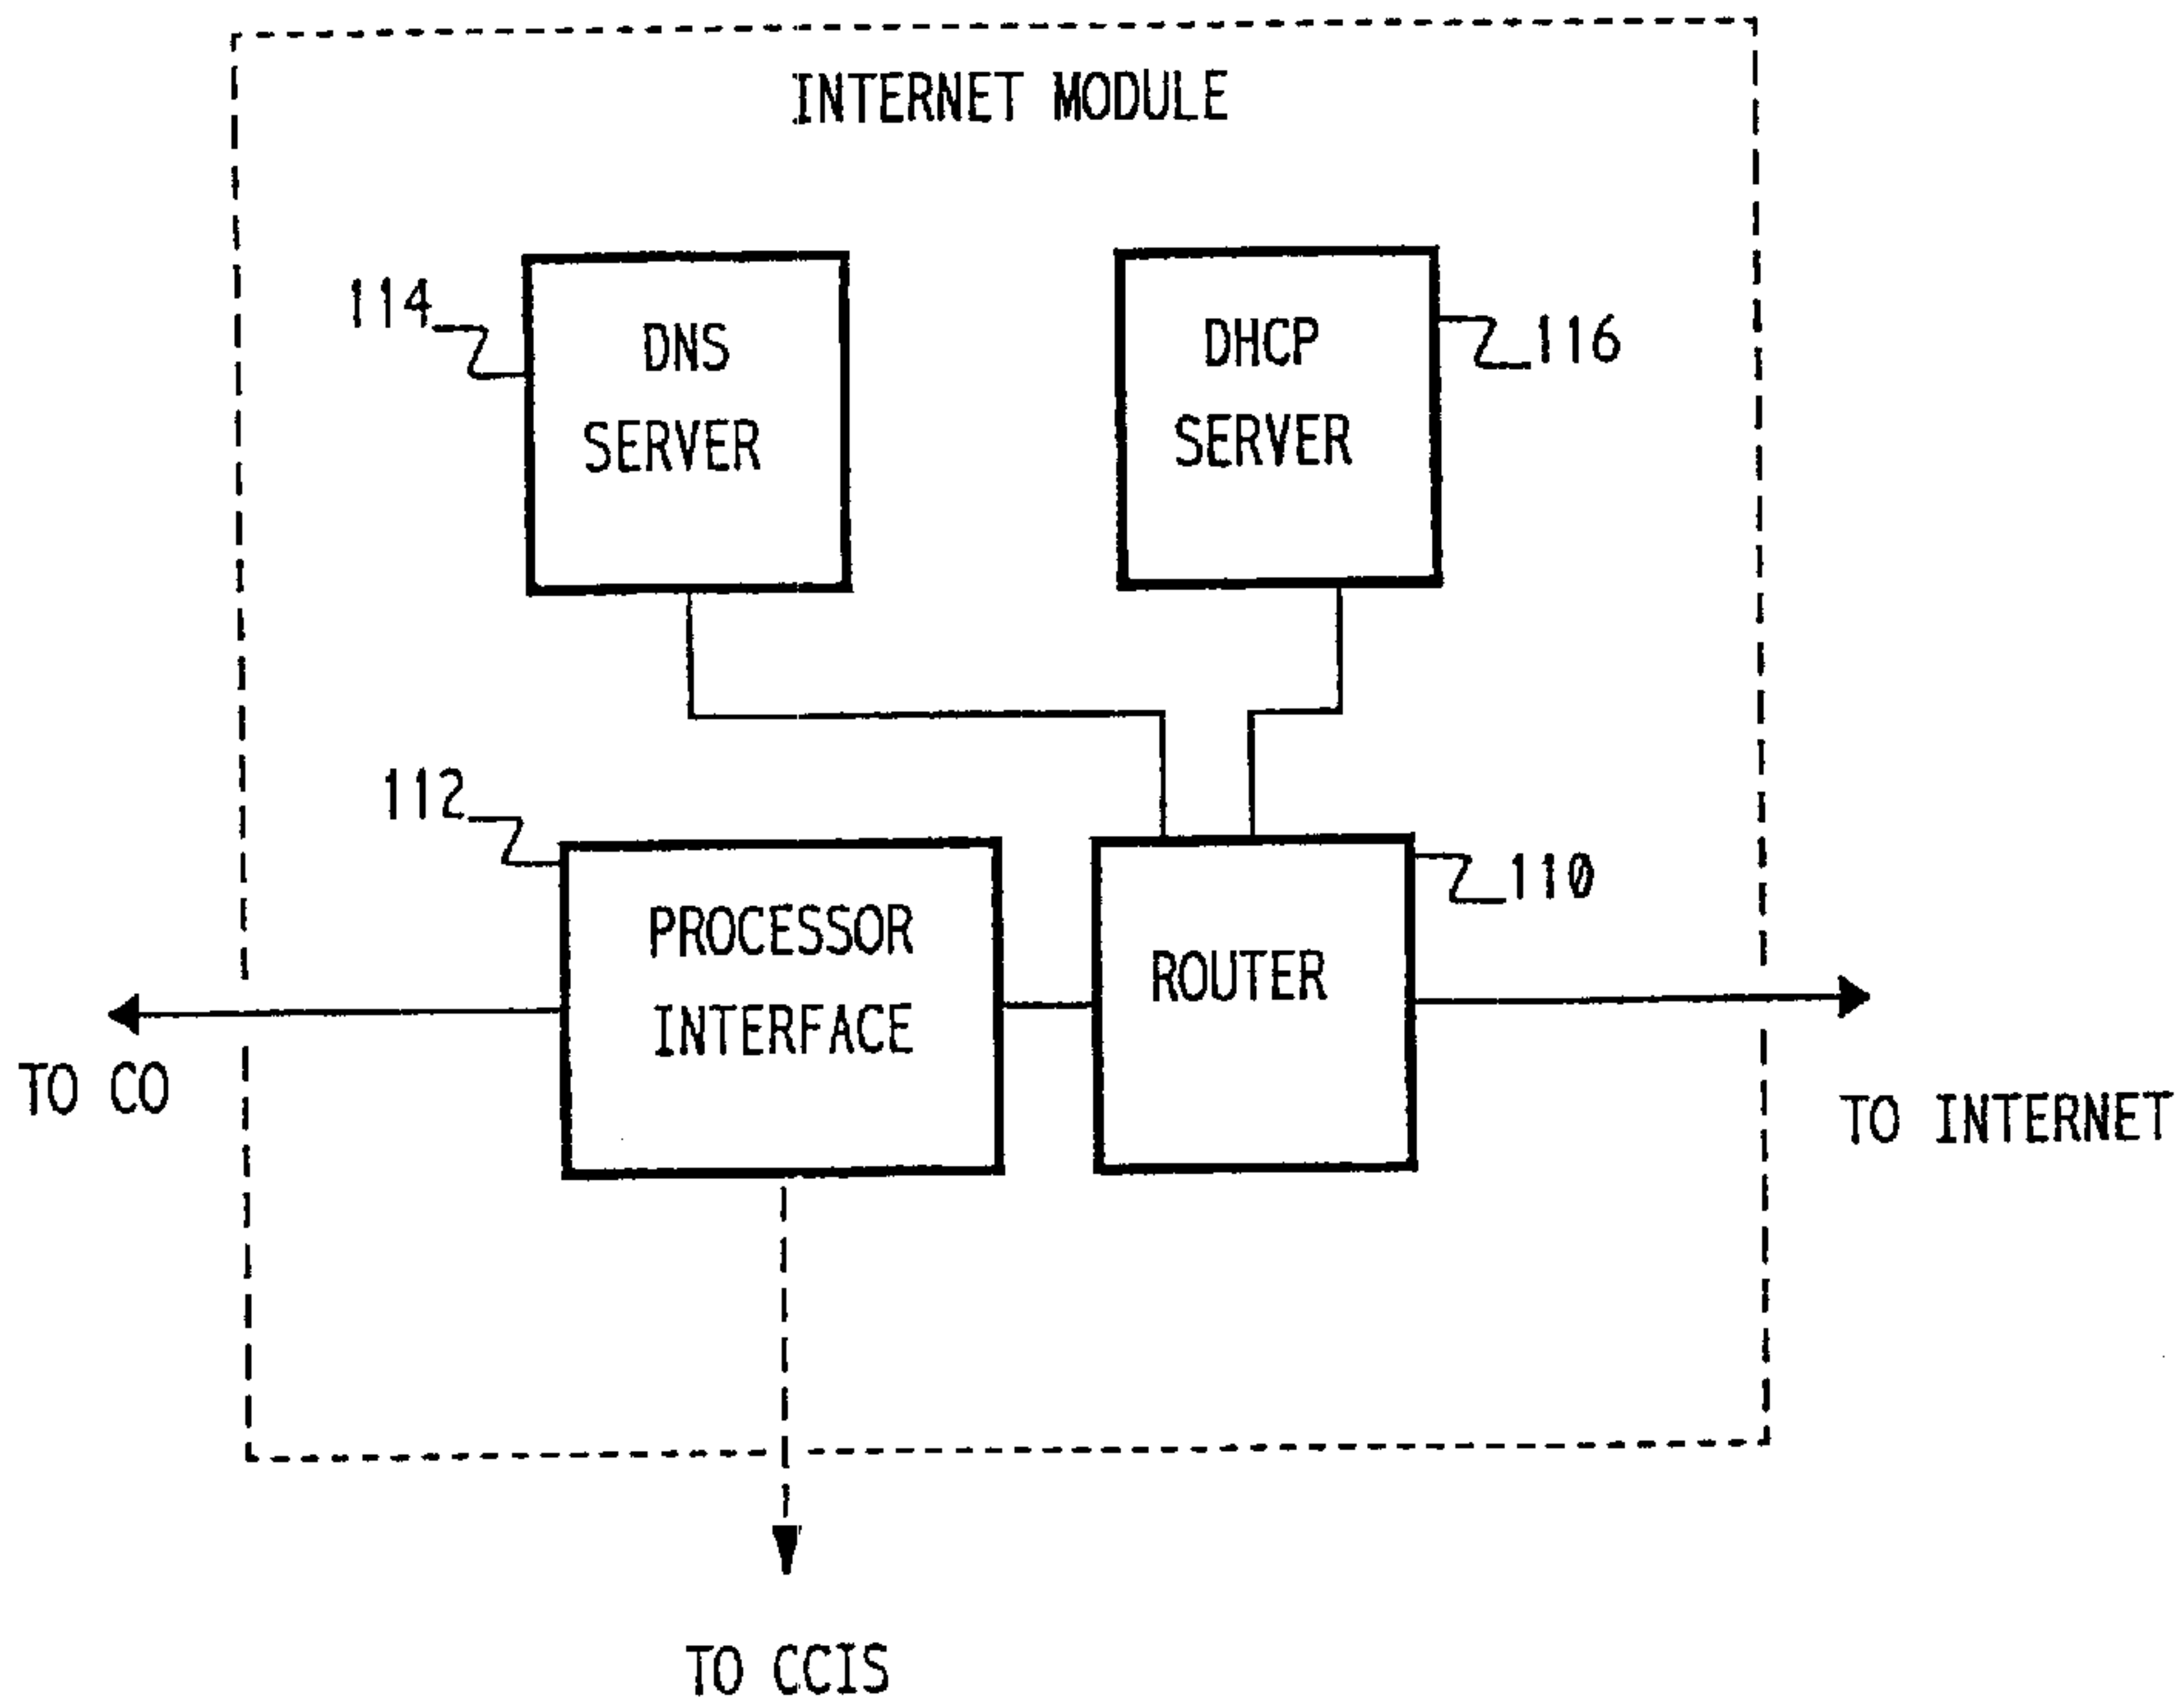 INTERNET MODULE
114
DNS
SERVER
DHCP
SERVER
116
112
PROCESSOR
INTERFACE
ROUTER
110
TO CO
TO INTERNET
TO CCIS